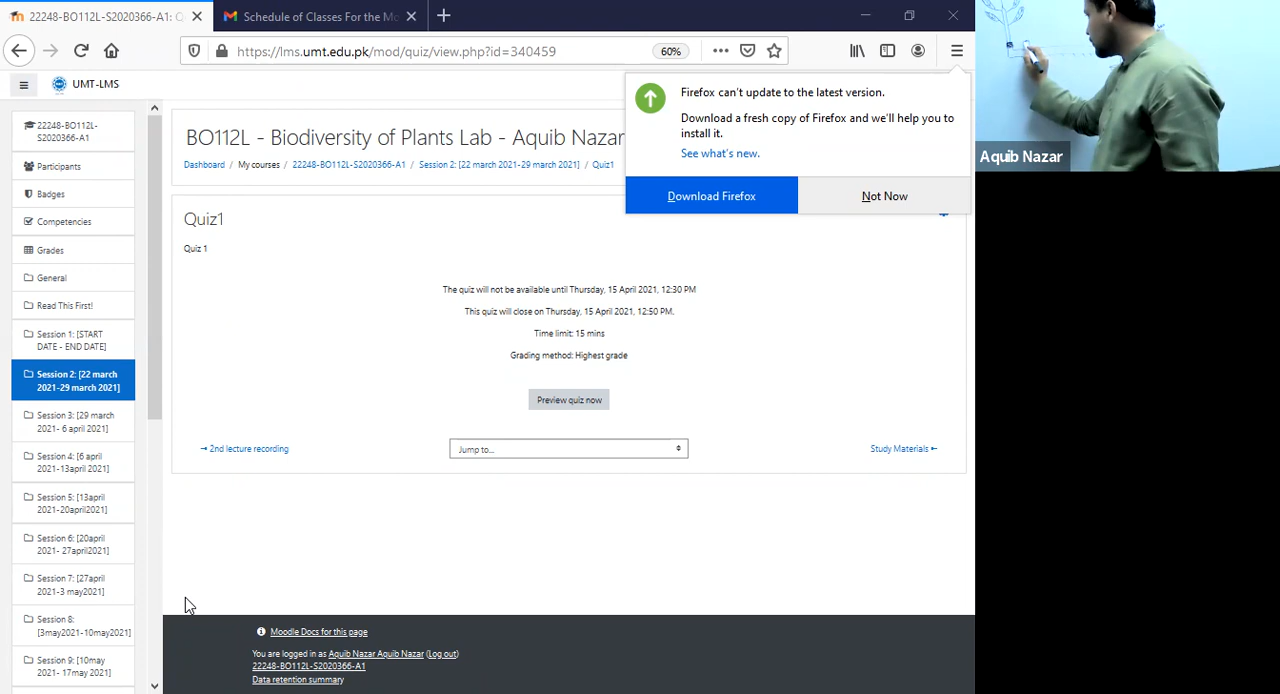 22248-BO112L-S2020366-A1: Q
Schedule of Classes For the Mo
https://lms.umt.edu.pk/mod/quiz/view.php?id=340459
60%
UMT-LMS
Firefox can't update to the latest version.
Download a fresh copy of Firefox and we'll help you to
install it.
See what's new.
Download Firefox
Not Now
22248-BO112L-
S2020366-A1
Participants
Badges
Competencies
Grades
General
Read This First!
Session 1: [START
DATE - END DATE]
Session 2: [22 march
2021-29 march 2021]
Session 3: [29 march
2021- 6 april 2021]
Session 4: [6 april
2021-13april 2021]
Session 5: [13april
2021-20april2021]
Session 6: [20april
2021- 27april2021]
Session 7: [27april
2021-3 may2021]
Session 8:
[3may2021-10may2021]
Session 9: [10may
2021- 17may 2021]
BO112L - Biodiversity of Plants Lab - Aquib Nazar
Dashboard / My courses / 22248-BO112L-S2020366-A1 / Session 2: [22 march 2021-29 march 2021] / Quiz1
Quiz1
Quiz 1
The quiz will not be available until Thursday, 15 April 2021, 12:30 PM
This quiz will close on Thursday, 15 April 2021, 12:50 PM.
Time limit: 15 mins
Grading method: Highest grade
Preview quiz now
→ 2nd lecture recording
Jump to...
Study Materials ←
Moodle Docs for this page
You are logged in as Aquib Nazar Aquib Nazar (Log out)
22248-BO112L-S2020366-A1
Data retention summary
Aquib Nazar